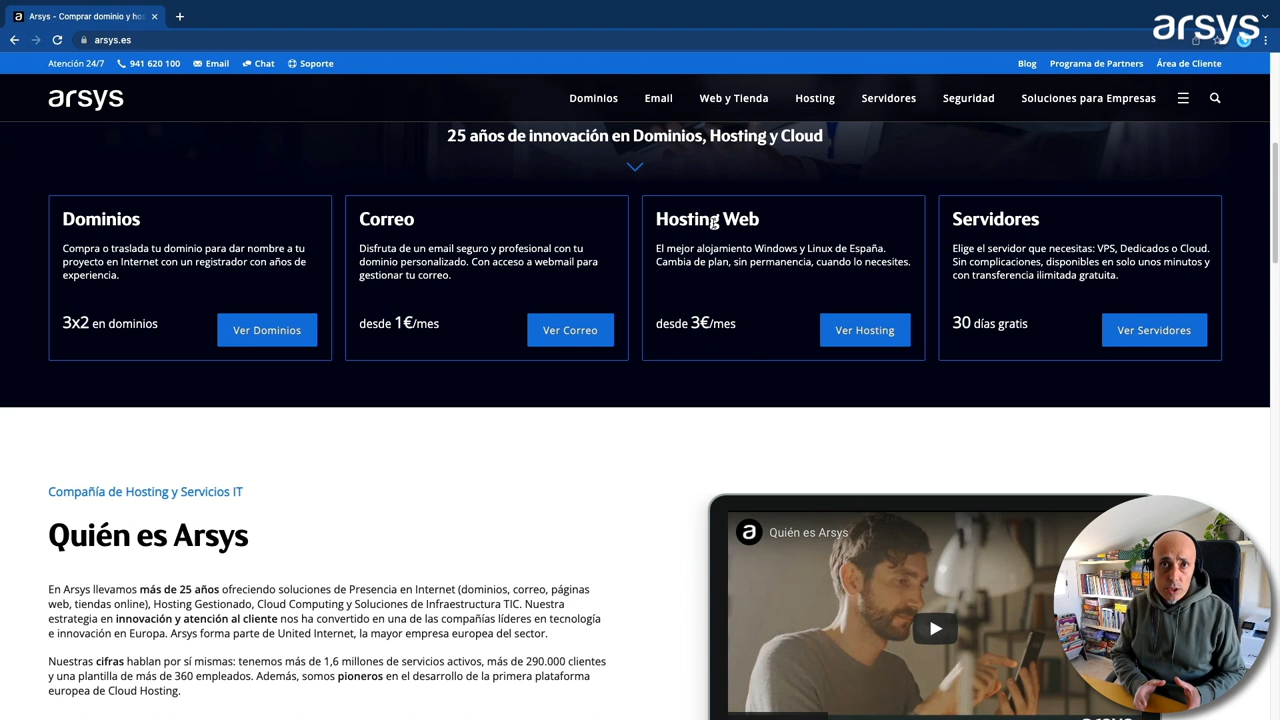 Arsys - Comprar dominio y hos
arsys
arsys.es
Atención 24/7 941 620 100 Email Chat Soporte Blog Programa de Partners Área de Cliente
arsys Dominios Email Web y Tienda Hosting Servidores Seguridad Soluciones para Empresas
25 años de innovación en Dominios, Hosting y Cloud
Dominios
Compra o traslada tu dominio para dar nombre a tu
proyecto en Internet con un registrador con años de
experiencia.
3x2 en dominios
Ver Dominios
Correo
Disfruta de un email seguro y profesional con tu
dominio personalizado. Con acceso a webmail para
gestionar tu correo.
desde 1€/mes
Ver Correo
Hosting Web
El mejor alojamiento Windows y Linux de España.
Cambia de plan, sin permanencia, cuando lo necesites.
desde 3€/mes
Ver Hosting
Servidores
Elige el servidor que necesitas: VPS, Dedicados o Cloud.
Sin complicaciones, disponibles en solo unos minutos y
con transferencia ilimitada gratuita.
30 días gratis
Ver Servidores
Compañía de Hosting y Servicios IT
Quién es Arsys
En Arsys llevamos más de 25 años ofreciendo soluciones de Presencia en Internet (dominios, correo, páginas
web, tiendas online), Hosting Gestionado, Cloud Computing y Soluciones de Infraestructura TIC. Nuestra
estrategia en innovación y atención al cliente nos ha convertido en una de las compañías líderes en tecnología
e innovación en Europa. Arsys forma parte de United Internet, la mayor empresa europea del sector.
Nuestras cifras hablan por sí mismas: tenemos más de 1,6 millones de servicios activos, más de 290.000 clientes
y una plantilla de más de 360 empleados. Además, somos pioneros en el desarrollo de la primera plataforma
europea de Cloud Hosting.
a Quién es Arsys
arsys